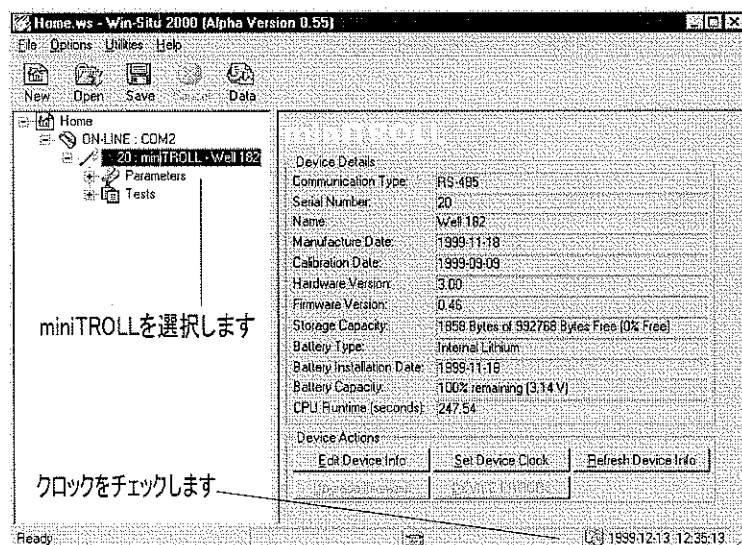 Home.ws - Win-Situ 2000 (Alpha Version 0.55)
File Options Utilities Help
New Open Save Data
Home
ON-LINE : COM2
20 : miniTROLL - Well 182
Parameters
Tests
miniTROLLを選択します
クロックをチェックします
miniTROLL
Device Details
Communication Type: RS-485
Serial Number: 20
Name: Well 182
Manufacture Date: 1999-11-18
Calibration Date: 1999-09-09
Hardware Version: 3.00
Firmware Version: 0.46
Storage Capacity: 1858 Bytes of 992768 Bytes Free (0% Free)
Battery Type: Internal Lithium
Battery Installation Date: 1999-11-18
Battery Capacity: 100% remaining (3.14 V)
CPU Runtime (seconds): 247.54
Device Actions
Edit Device Info Set Device Clock Refresh Device Info
Ready
1999-12-13 12:35:13